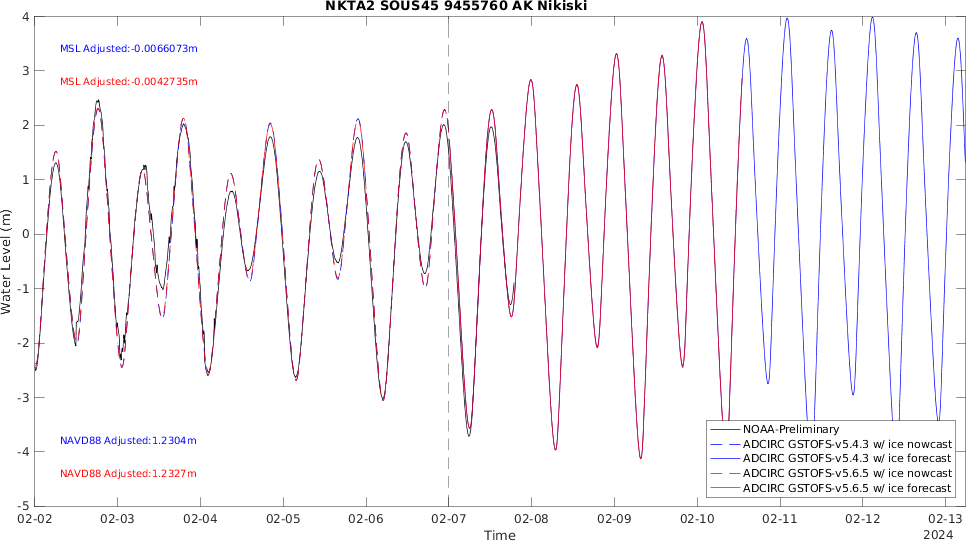 NKTA2 SOUS45 9455760 AK Nikiski
MSL Adjusted:-0.0066073m
MSL Adjusted:-0.0042735m
NAVD88 Adjusted:1.2304m
NAVD88 Adjusted:1.2327m
Water Level (m)
4
3
2
1
0
-1
-2
-3
-4
-5
NOAA-Preliminary
ADCIRC GSTOFS-v5.4.3 w/ ice nowcast
ADCIRC GSTOFS-v5.4.3 w/ ice forecast
ADCIRC GSTOFS-v5.6.5 w/ ice nowcast
ADCIRC GSTOFS-v5.6.5 w/ ice forecast
02-02 02-03 02-04 02-05 02-06 02-07 02-08 02-09 02-10 02-11 02-12 02-13
Time
2024